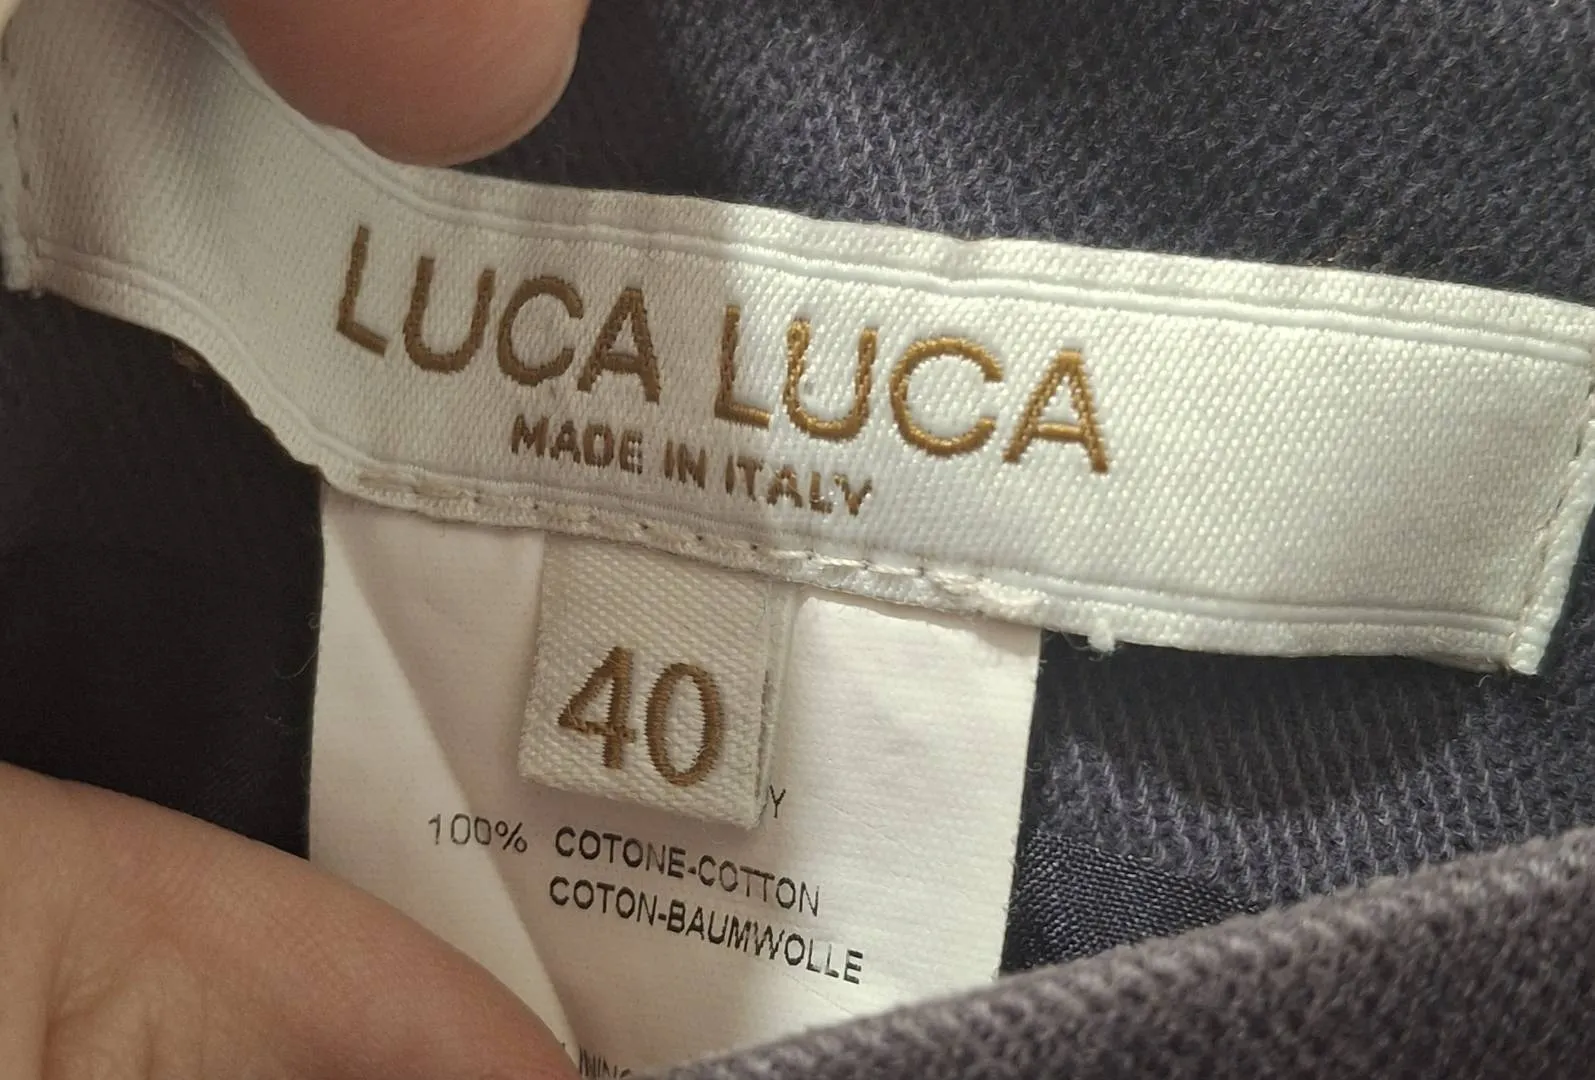 LUCA LUCA
MADE IN ITALY
40
Y
100% COTONE-COTTON
COTON-BAUMWOLLE